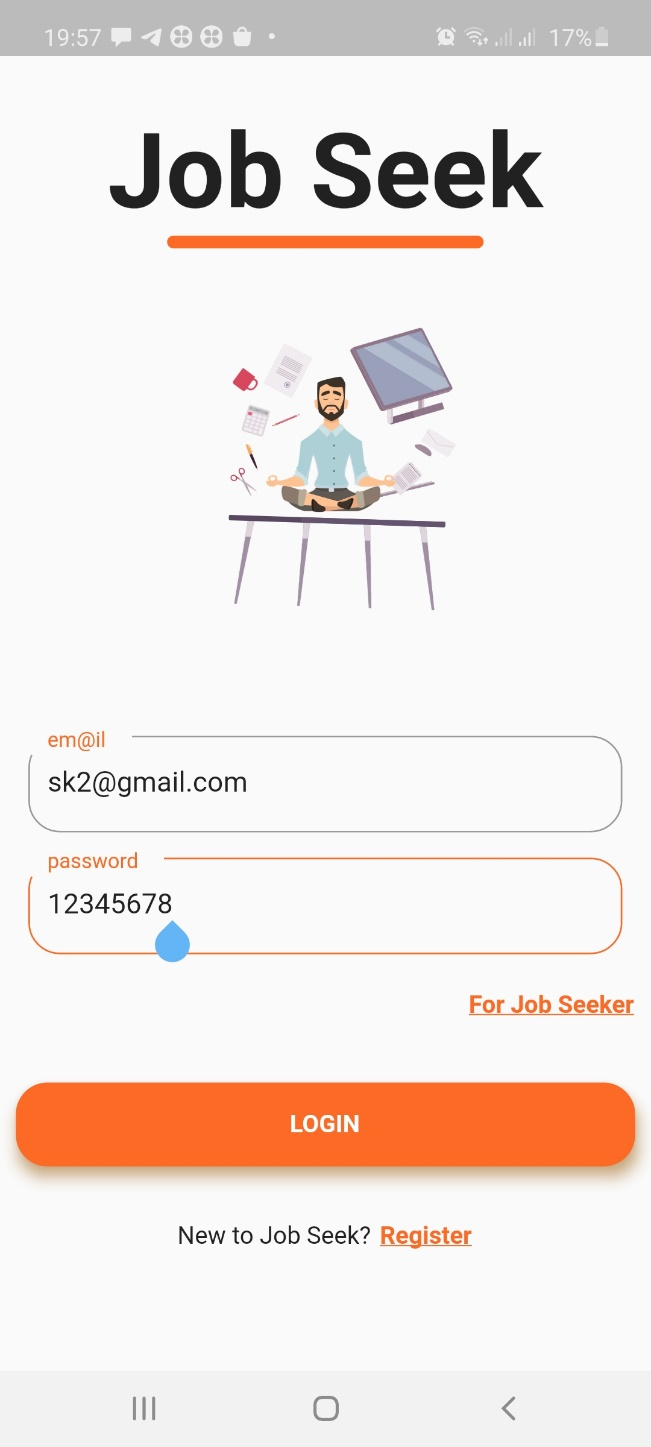 19:57 17%
Job Seek
em@il
sk2@gmail.com
password
12345678
For Job Seeker
LOGIN
New to Job Seek? Register